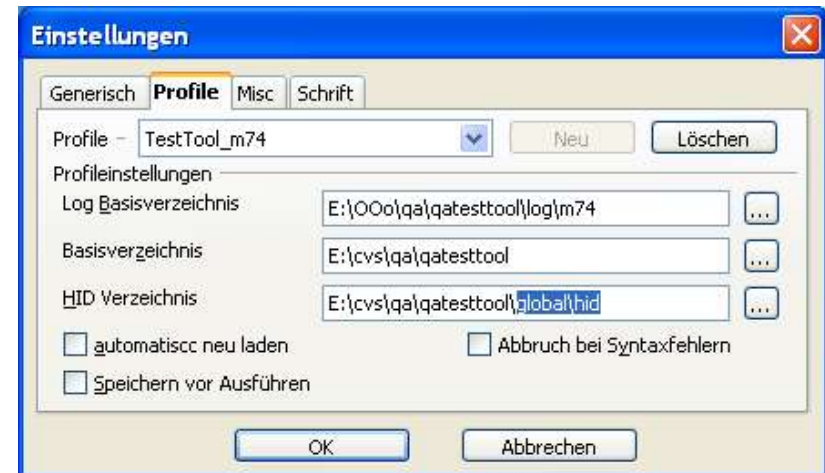 Einstellungen
Generisch Profile Misc Schrift
Profile TestTool_m74 Neu Löschen
Profileinstellungen
Log Basisverzeichnis E:\OOo\qa\qatesttool\log\m74 ...
Basisverzeichnis E:\cvs\qa\qatesttool ...
HID Verzeichnis E:\cvs\qa\qatesttool\global\hid ...
automatiscc neu laden Abbruch bei Syntaxfehlern
Speichern vor Ausführen
OK Abbrechen